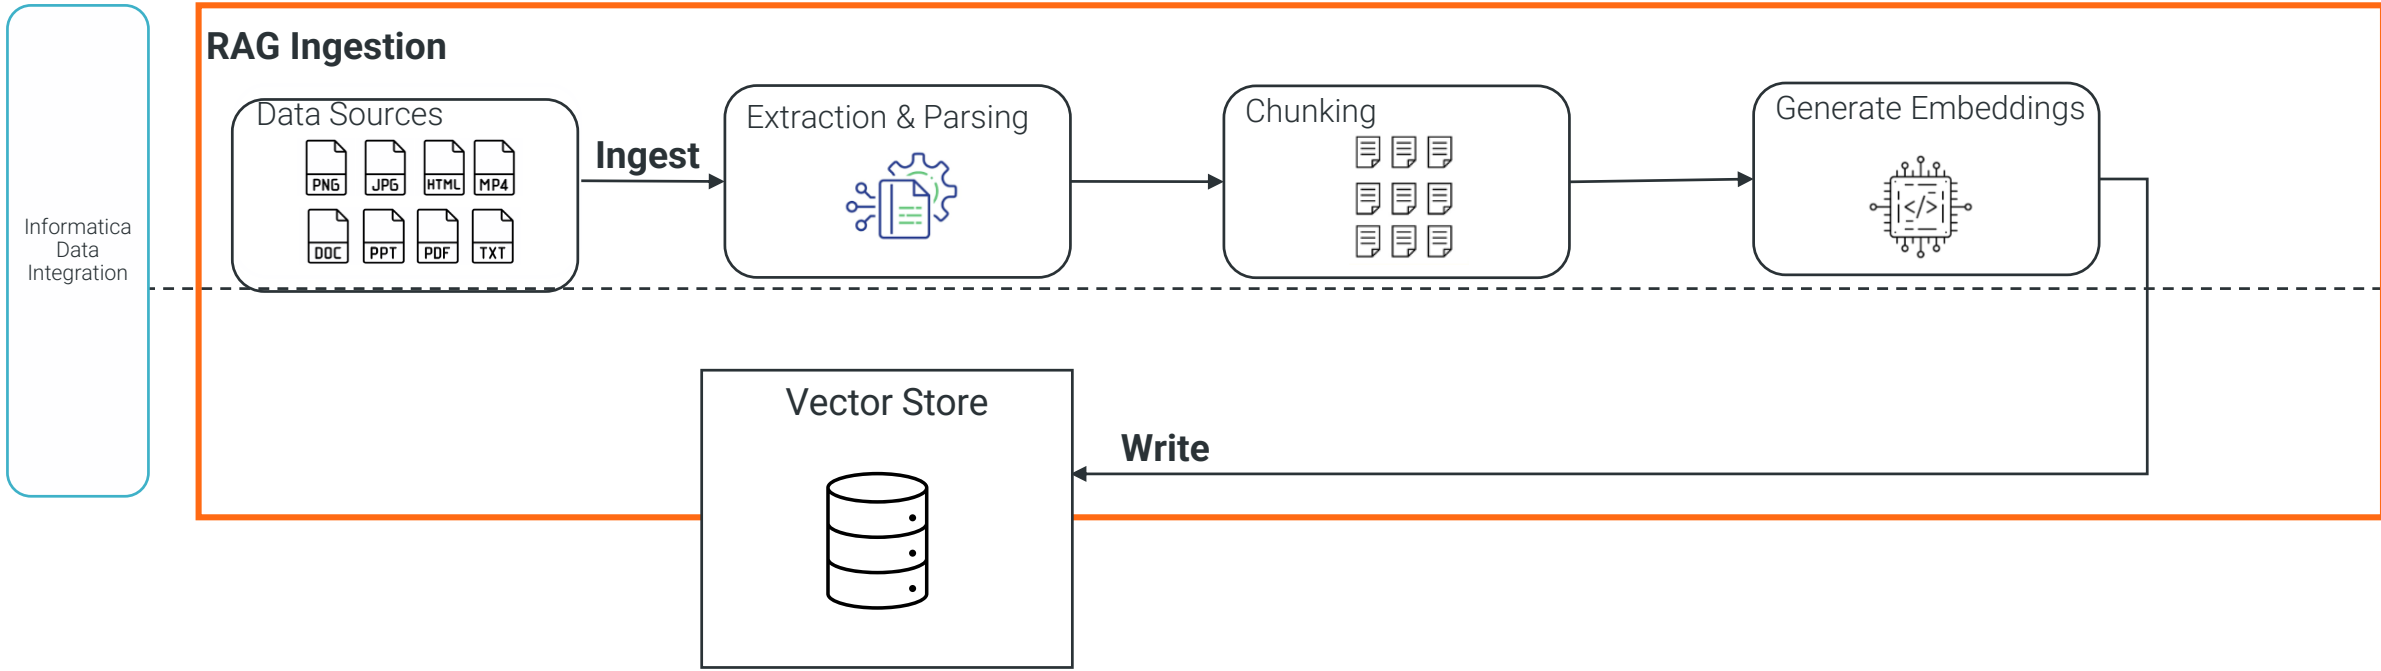 RAG Ingestion
Informatica
Data
Integration
Data Sources
PNG JPG HTML MP4
DOC PPT PDF TXT
Ingest
Extraction & Parsing
Chunking
Generate Embeddings
</>
Vector Store
Write